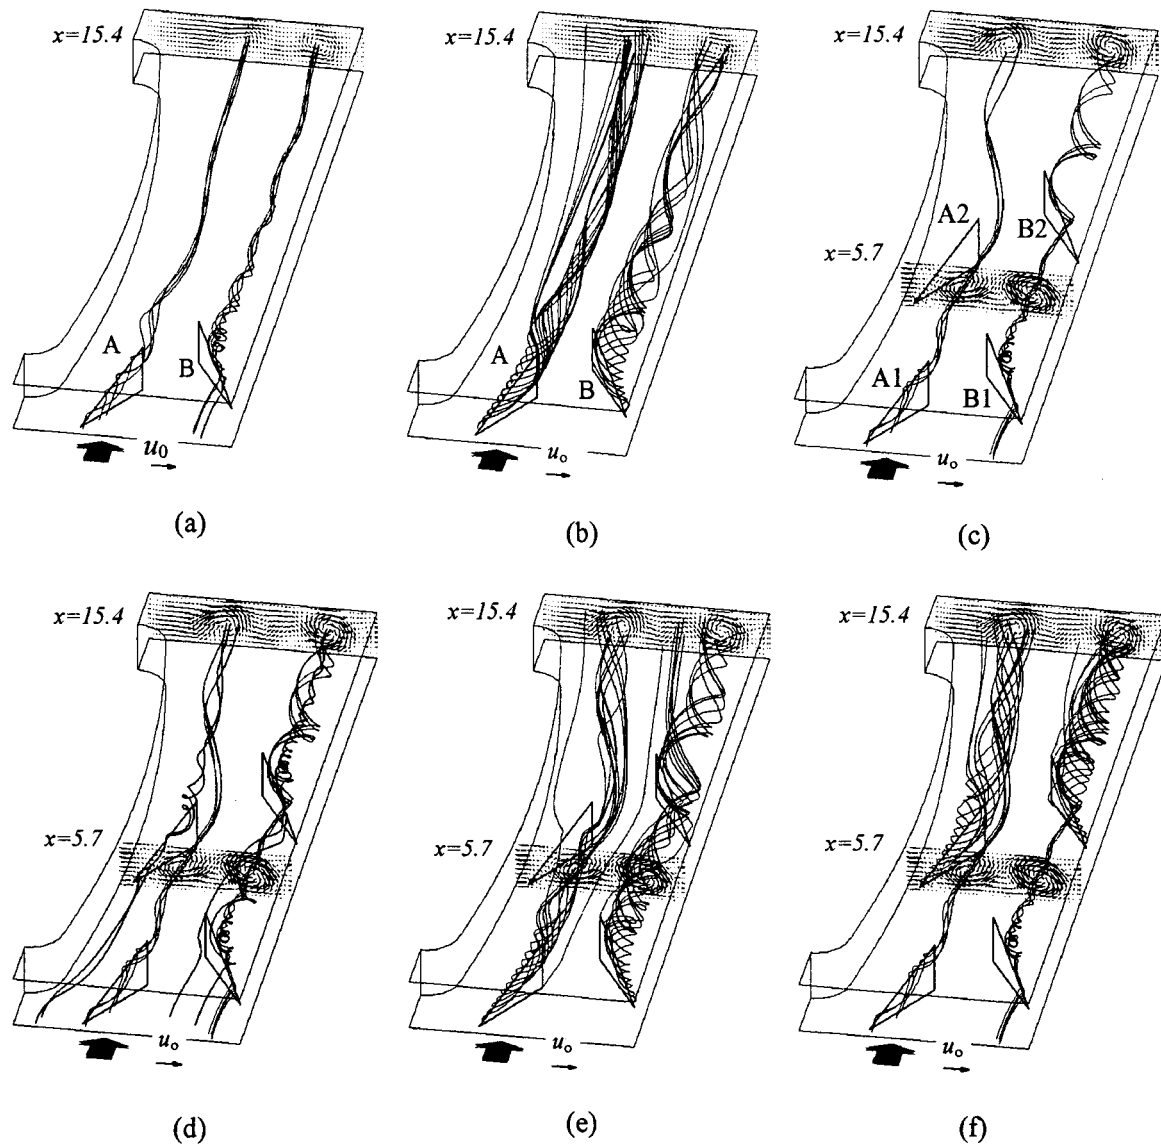 x=15.4
A
B
u0
(a)
x=15.4
A
B
uo
(b)
x=15.4
A2
B2
x=5.7
A1
B1
uo
(c)
x=15.4
x=5.7
uo
(d)
x=15.4
x=5.7
uo
(e)
x=15.4
x=5.7
uo
(f)